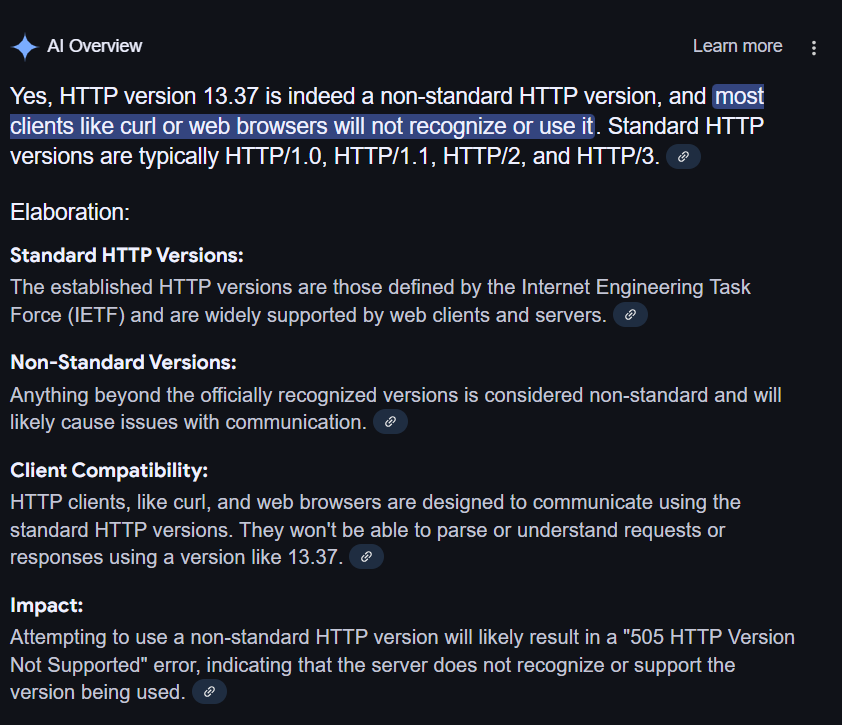 AI Overview
Learn more
Yes, HTTP version 13.37 is indeed a non-standard HTTP version, and most
clients like curl or web browsers will not recognize or use it. Standard HTTP
versions are typically HTTP/1.0, HTTP/1.1, HTTP/2, and HTTP/3.
Elaboration:
Standard HTTP Versions:
The established HTTP versions are those defined by the Internet Engineering Task
Force (IETF) and are widely supported by web clients and servers.
Non-Standard Versions:
Anything beyond the officially recognized versions is considered non-standard and will
likely cause issues with communication.
Client Compatibility:
HTTP clients, like curl, and web browsers are designed to communicate using the
standard HTTP versions. They won't be able to parse or understand requests or
responses using a version like 13.37.
Impact:
Attempting to use a non-standard HTTP version will likely result in a "505 HTTP Version
Not Supported" error, indicating that the server does not recognize or support the
version being used.